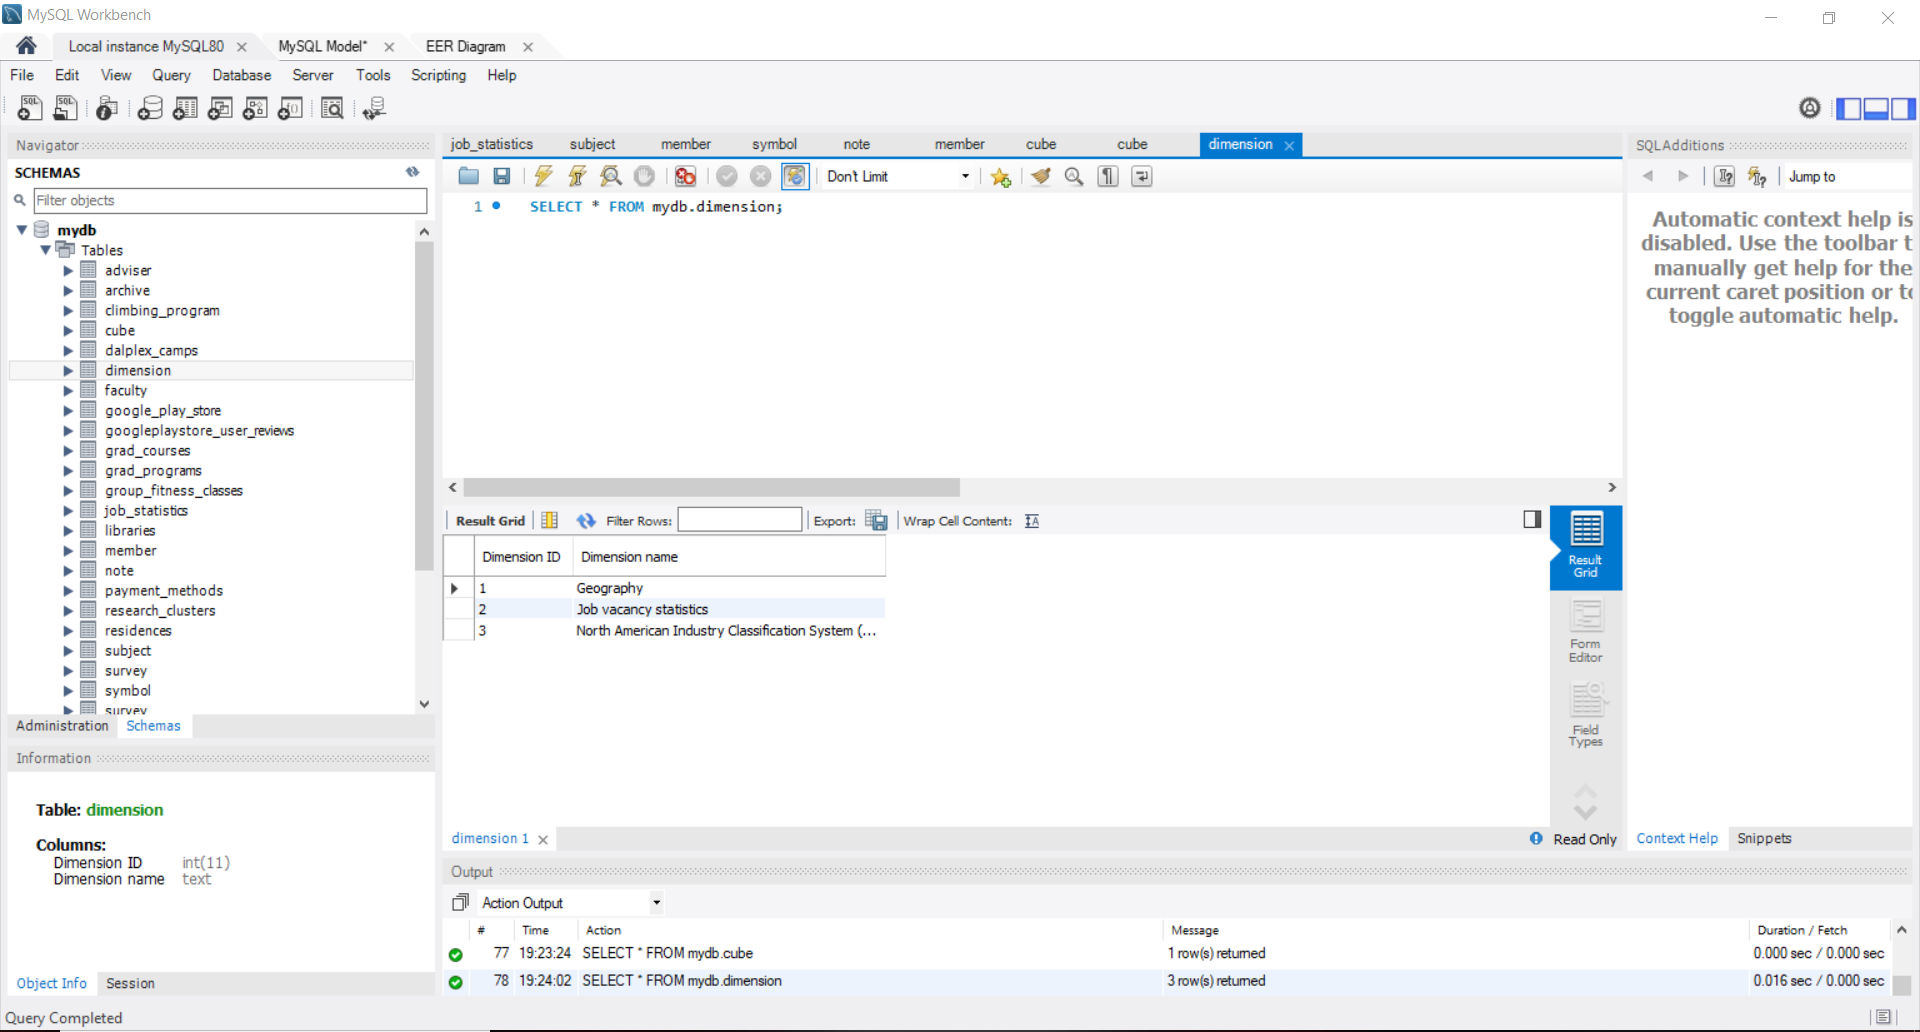 MySQL Workbench
Local instance MySQL80
MySQL Model*
EER Diagram
File Edit View Query Database Server Tools Scripting Help
Navigator
SCHEMAS
Filter objects
mydb
Tables
adviser
archive
climbing_program
cube
dalplex_camps
dimension
faculty
google_play_store
googleplaystore_user_reviews
grad_courses
grad_programs
group_fitness_classes
job_statistics
libraries
member
note
payment_methods
research_clusters
residences
subject
survey
symbol
survey
Administration Schemas
Information
Table: dimension
Columns:
Dimension ID int(11)
Dimension name text
Object Info Session
Query Completed
job_statistics subject member symbol note member cube cube dimension
Don't Limit
1 SELECT * FROM mydb.dimension;
Result Grid Filter Rows: Export: Wrap Cell Content:
Dimension ID Dimension name
1 Geography
2 Job vacancy statistics
3 North American Industry Classification System (...
Result
Grid
Form
Editor
Field
Types
dimension 1
Read Only
Output
Action Output
# Time Action Message Duration / Fetch
77 19:23:24 SELECT * FROM mydb.cube 1 row(s) returned 0.000 sec / 0.000 sec
78 19:24:02 SELECT * FROM mydb.dimension 3 row(s) returned 0.016 sec / 0.000 sec
SQLAdditions
Jump to
Automatic context help is
disabled. Use the toolbar t
manually get help for the
current caret position or to
toggle automatic help.
Context Help Snippets